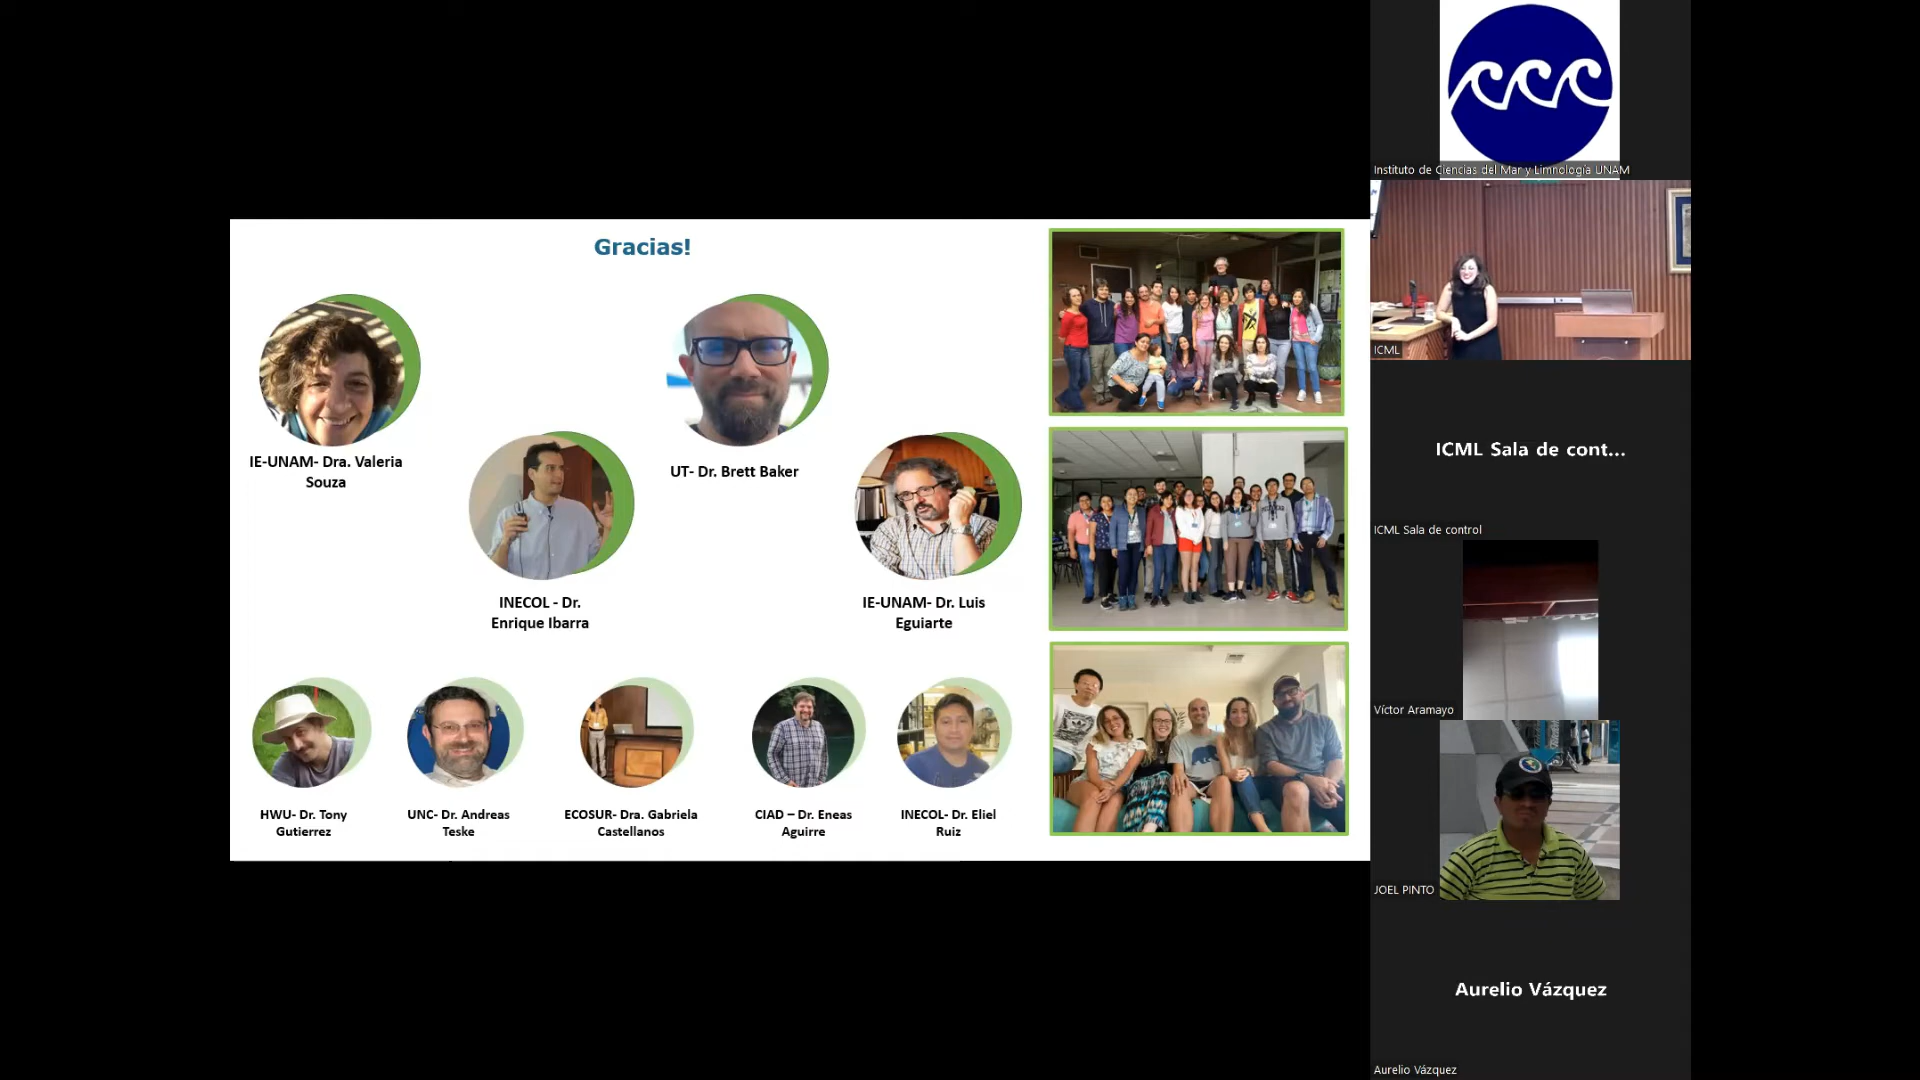 Gracias!
IE-UNAM- Dra. Valeria
Souza
UT- Dr. Brett Baker
INECOL - Dr.
Enrique Ibarra
IE-UNAM- Dr. Luis
Eguiarte
HWU- Dr. Tony
Gutierrez
UNC- Dr. Andreas
Teske
ECOSUR- Dra. Gabriela
Castellanos
CIAD – Dr. Eneas
Aguirre
INECOL- Dr. Eliel
Ruiz
Instituto de Ciencias del Mar y Limnología UNAM
ICML
ICML Sala de cont...
ICML Sala de control
Víctor Aramayo
JOEL PINTO
Aurelio Vázquez
Aurelio Vázquez